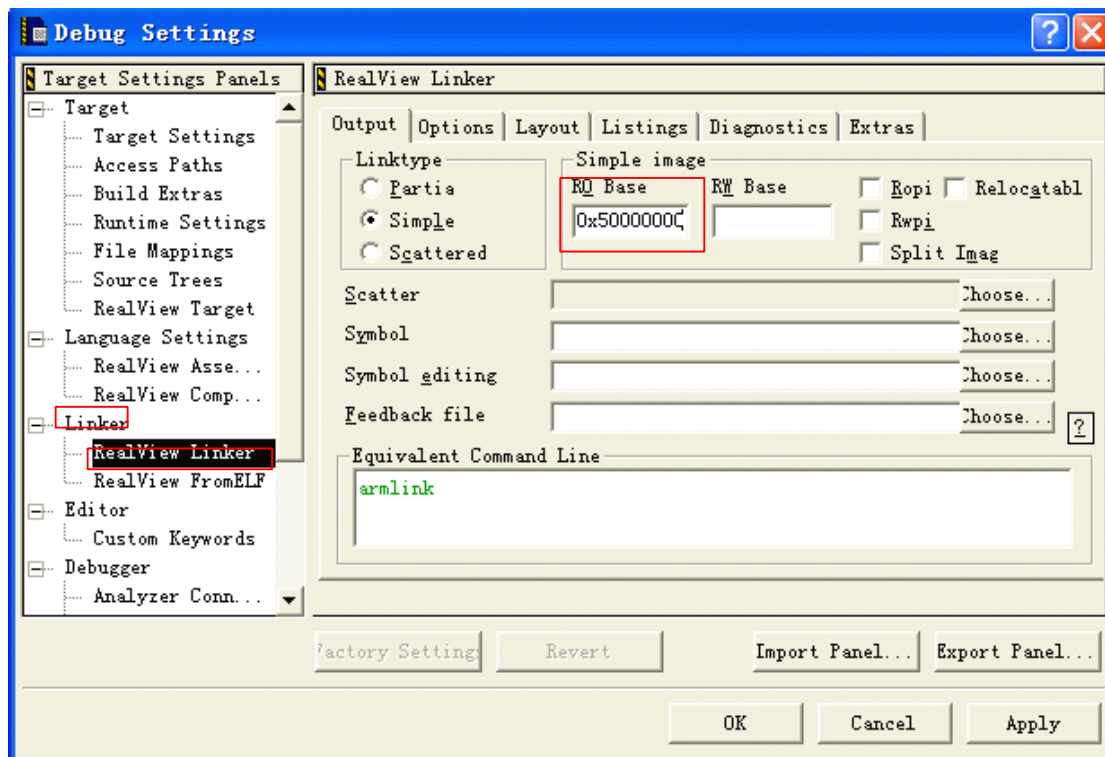 Debug Settings
Target Settings Panels
Target
Target Settings
Access Paths
Build Extras
Runtime Settings
File Mappings
Source Trees
RealView Target
Language Settings
RealView Asse...
RealView Comp...
Linker
RealView Linker
RealView FromELF
Editor
Custom Keywords
Debugger
Analyzer Conn...
RealView Linker
Output Options Layout Listings Diagnostics Extras
Linktype
Partia
Simple
Scattered
Simple image
RO Base RW Base
0x5000000
Ropi Relocatabl
Rwpi
Split Imag
Scatter Choose...
Symbol Choose...
Symbol editing Choose...
Feedback file Choose...
?
Equivalent Command Line
armlink
Factory Setting Revert Import Panel... Export Panel...
OK Cancel Apply